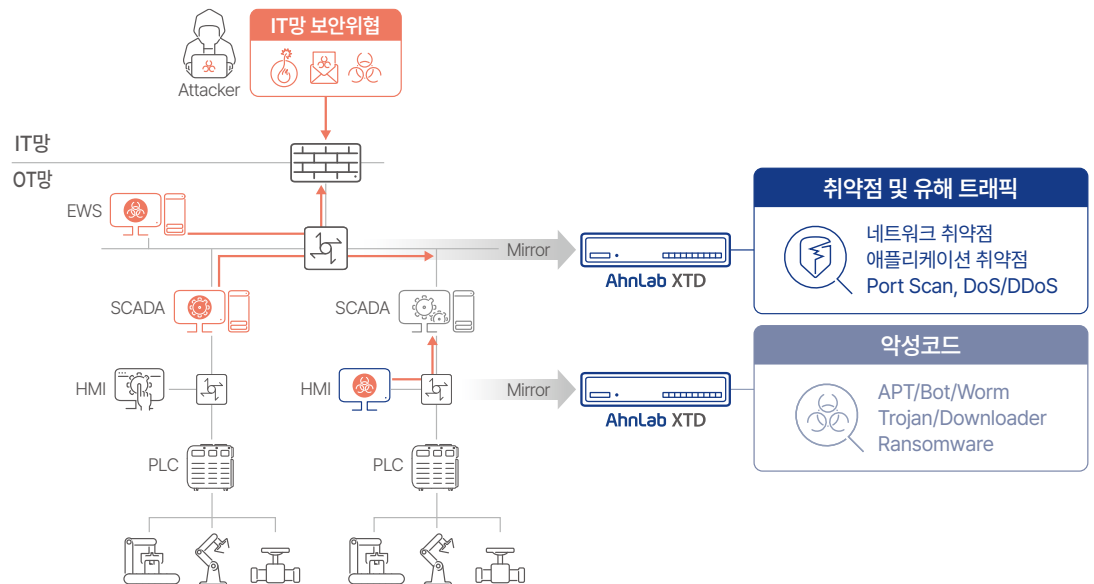 IT망 보안위협
Attacker
IT망
OT망
EWS
Mirror
AhnLab XTD
취약점 및 유해 트래픽
네트워크 취약점
애플리케이션 취약점
Port Scan, DoS/DDoS
SCADA
SCADA
HMI
HMI
Mirror
AhnLab XTD
악성코드
APT/Bot/Worm
Trojan/Downloader
Ransomware
PLC
PLC